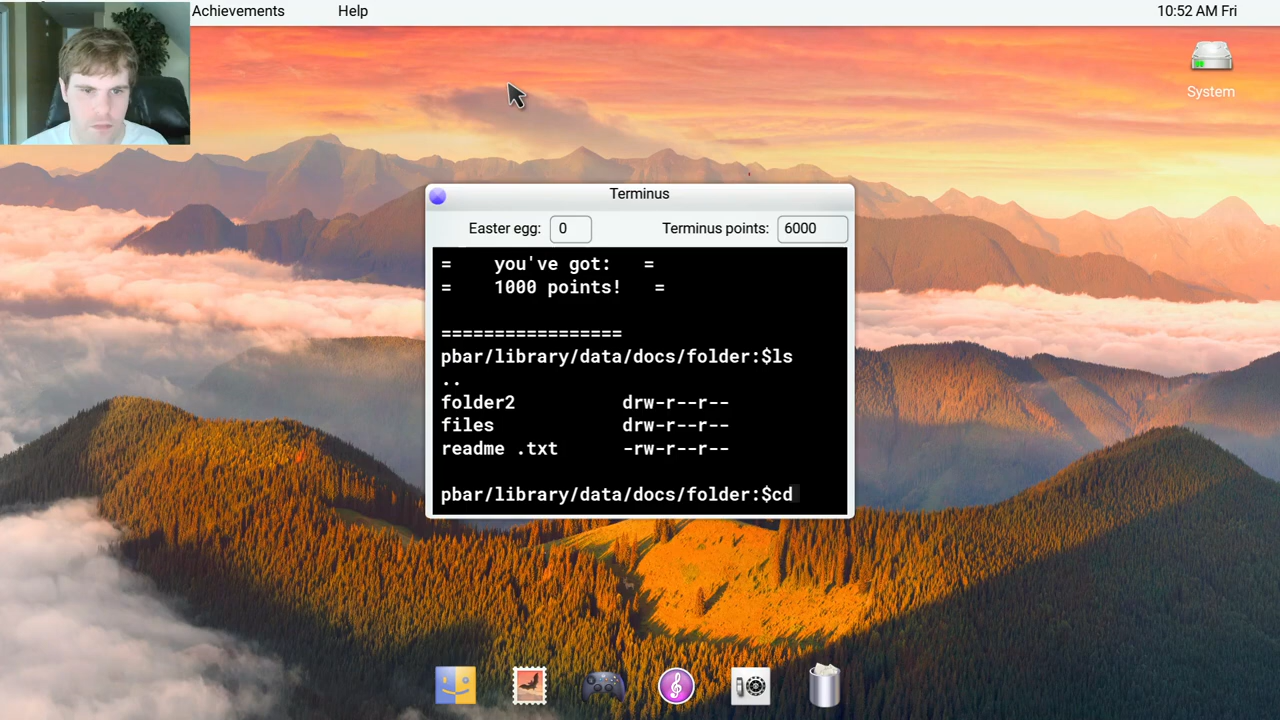 Achievements Help 10:52 AM Fri
System
Terminus
Easter egg: 0 Terminus points: 6000
= you've got: =
= 1000 points! =
=================
pbar/library/data/docs/folder:$ls
..
folder2 drw-r--r--
files drw-r--r--
readme .txt -rw-r--r--
pbar/library/data/docs/folder:$cd